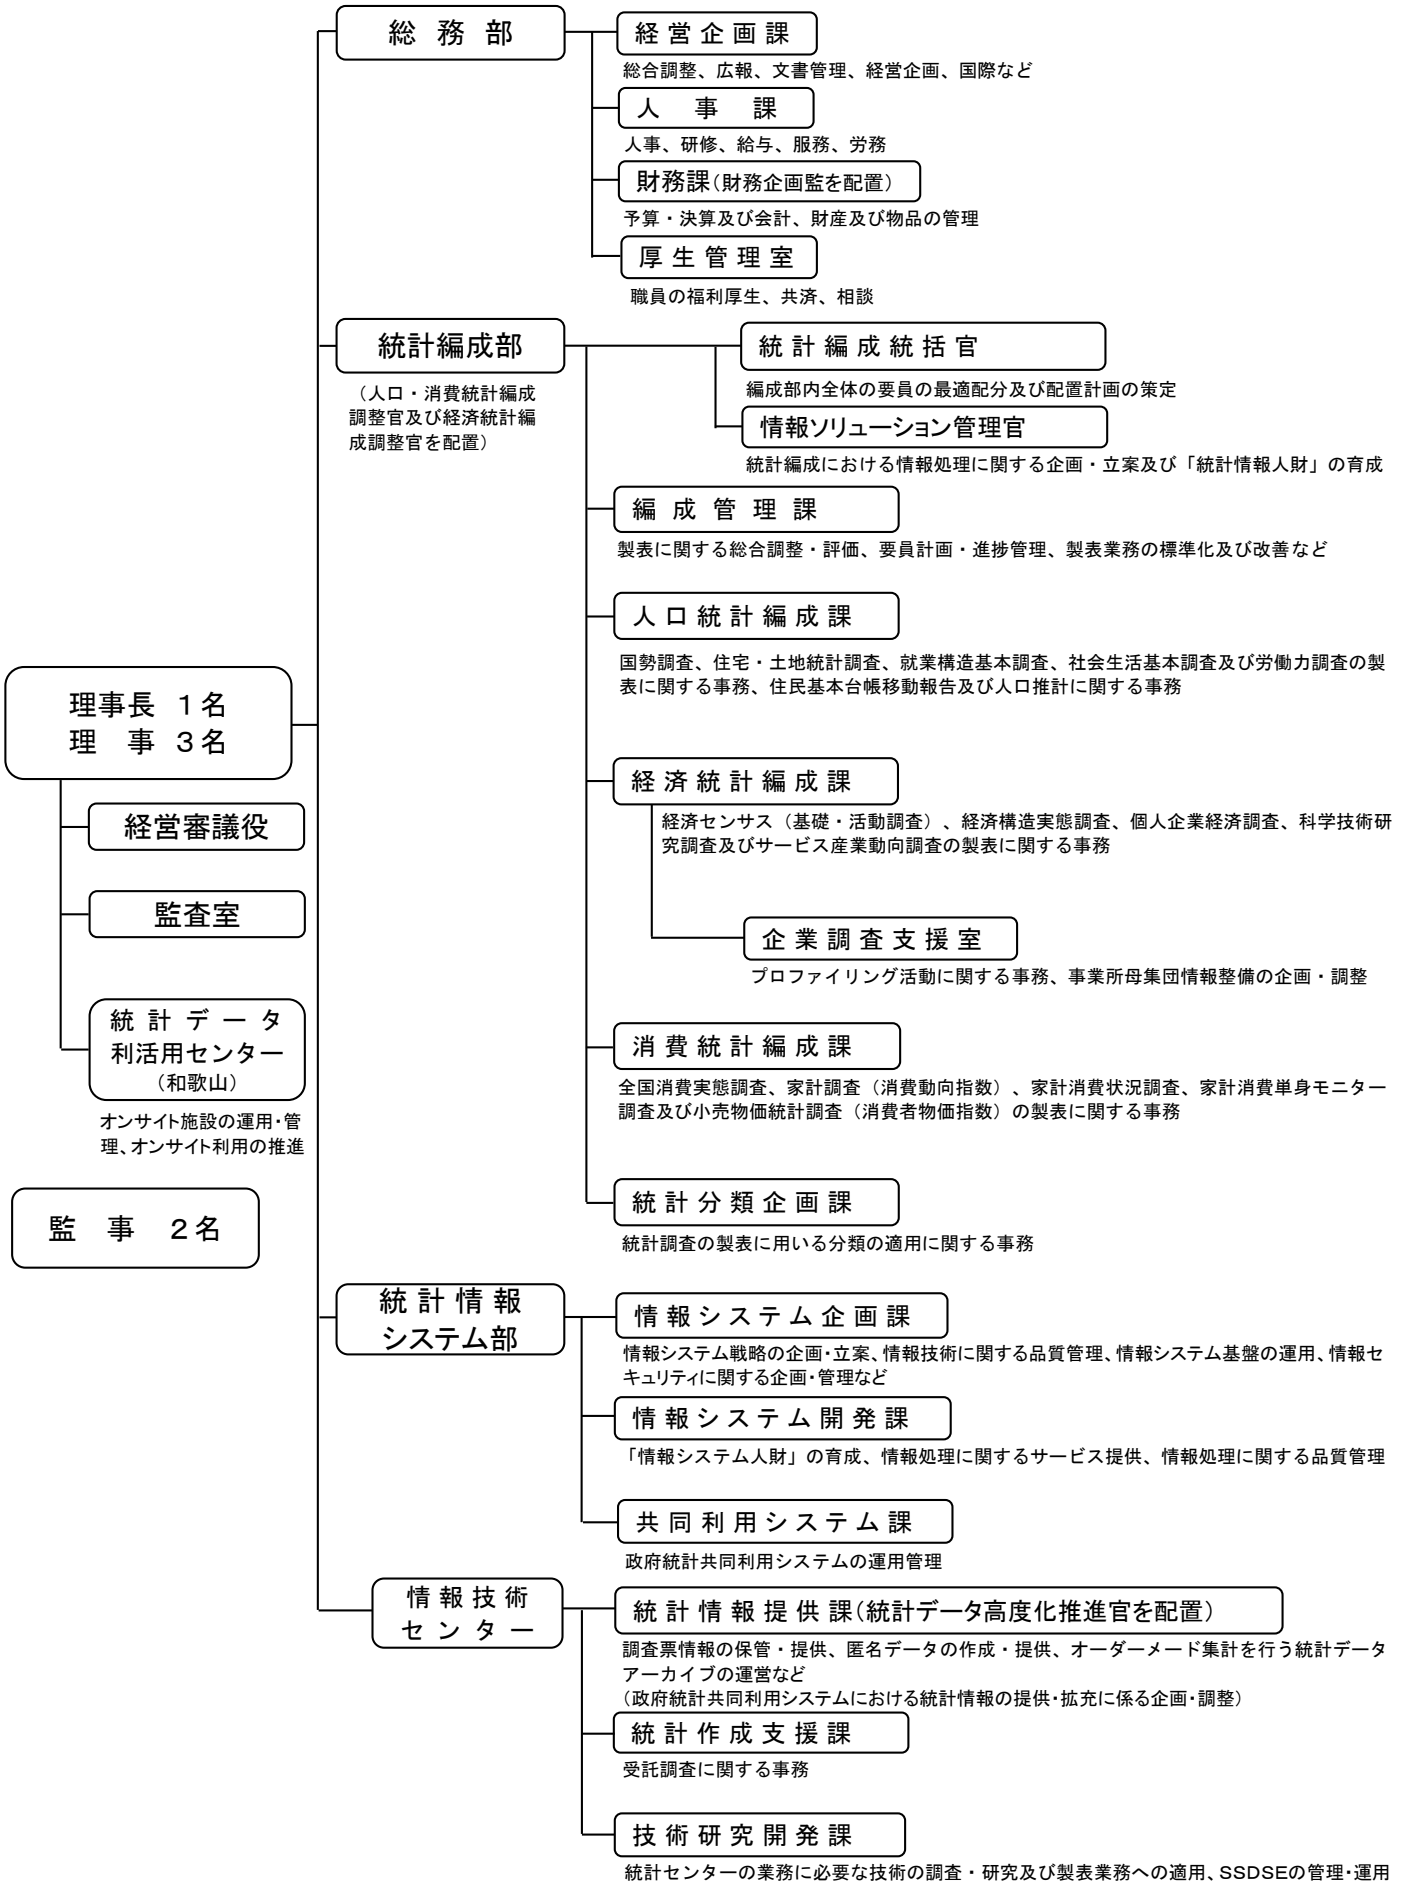 総務部
経営企画課
総合調整、広報、文書管理、経営企画、国際など
人事課
人事、研修、給与、服務、労務
財務課（財務企画監を配置）
予算・決算及び会計、財産及び物品の管理
厚生管理室
職員の福利厚生、共済、相談
統計編成部
（人口・消費統計編成
調整官及び経済統計編
成調整官を配置）
統計編成統括官
編成部内全体の要員の最適配分及び配置計画の策定
情報ソリューション管理官
統計編成における情報処理に関する企画・立案及び「統計情報人財」の育成
編成管理課
製表に関する総合調整・評価、要員計画・進捗管理、製表業務の標準化及び改善など
人口統計編成課
国勢調査、住宅・土地統計調査、就業構造基本調査、社会生活基本調査及び労働力調査の製
表に関する事務、住民基本台帳移動報告及び人口推計に関する事務
理事長　１名
理　事　３名
経営審議役
監査室
統計データ
利活用センター
（和歌山）
オンサイト施設の運用・管
理、オンサイト利用の推進
監　事　２名
経済統計編成課
経済センサス（基礎・活動調査）、経済構造実態調査、個人企業経済調査、科学技術研
究調査及びサービス産業動向調査の製表に関する事務
企業調査支援室
プロファイリング活動に関する事務、事業所母集団情報整備の企画・調整
消費統計編成課
全国消費実態調査、家計調査（消費動向指数）、家計消費状況調査、家計消費単身モニター
調査及び小売物価統計調査（消費者物価指数）の製表に関する事務
統計分類企画課
統計調査の製表に用いる分類の適用に関する事務
統計情報
システム部
情報システム企画課
情報システム戦略の企画・立案、情報技術に関する品質管理、情報システム基盤の運用、情報セ
キュリティに関する企画・管理など
情報システム開発課
「情報システム人財」の育成、情報処理に関するサービス提供、情報処理に関する品質管理
共同利用システム課
政府統計共同利用システムの運用管理
情報技術
センター
統計情報提供課（統計データ高度化推進官を配置）
調査票情報の保管・提供、匿名データの作成・提供、オーダーメード集計を行う統計データ
アーカイブの運営など
（政府統計共同利用システムにおける統計情報の提供・拡充に係る企画・調整）
統計作成支援課
受託調査に関する事務
技術研究開発課
統計センターの業務に必要な技術の調査・研究及び製表業務への適用、SSDSEの管理・運用